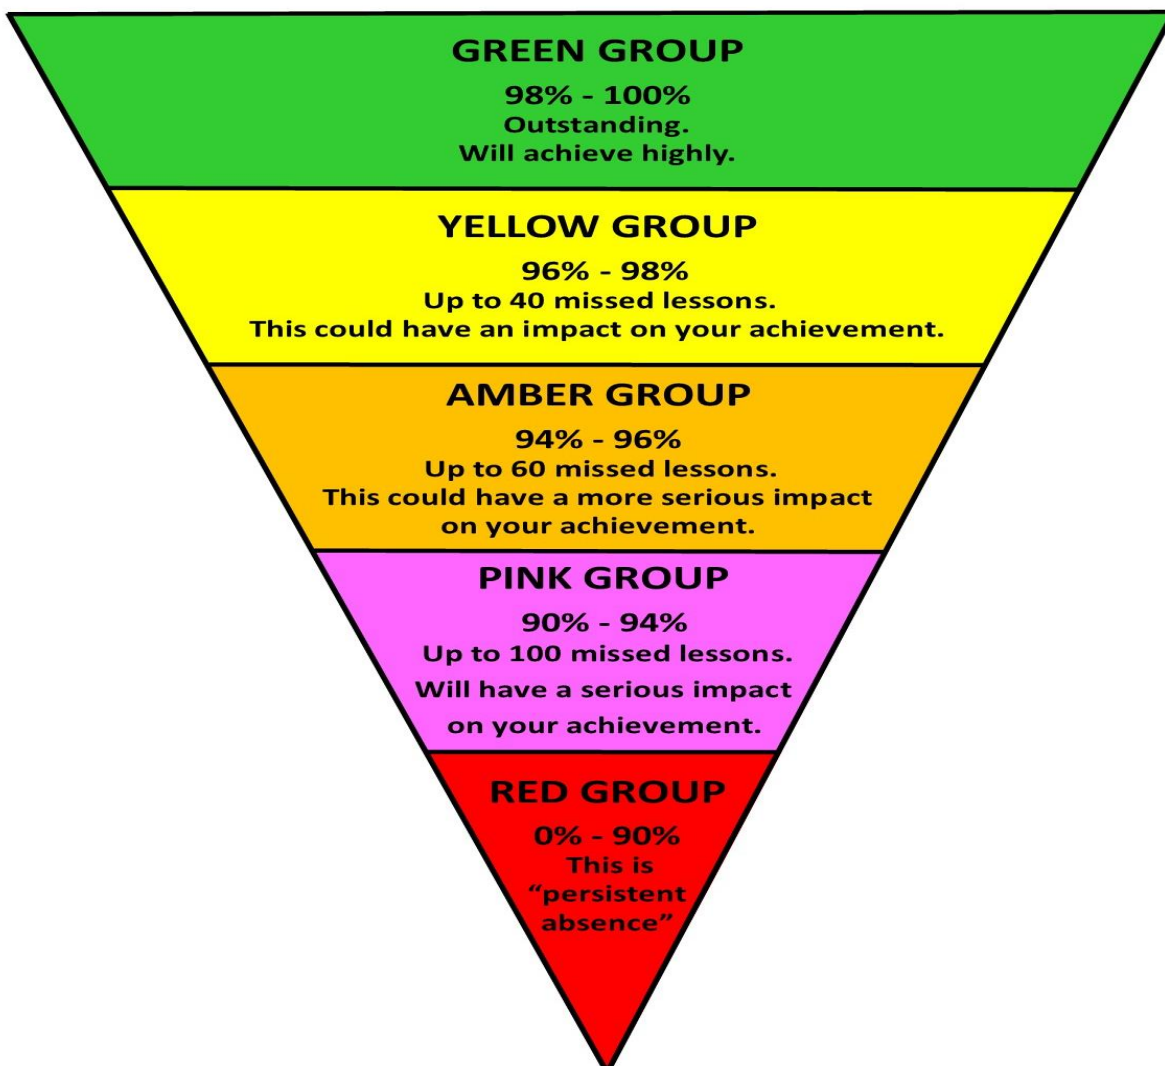 GREEN GROUP
98% - 100%
Outstanding.
Will achieve highly.
YELLOW GROUP
96% - 98%
Up to 40 missed lessons.
This could have an impact on your achievement.
AMBER GROUP
94% - 96%
Up to 60 missed lessons.
This could have a more serious impact
on your achievement.
PINK GROUP
90% - 94%
Up to 100 missed lessons.
Will have a serious impact
on your achievement.
RED GROUP
0% - 90%
This is
“persistent
absence”